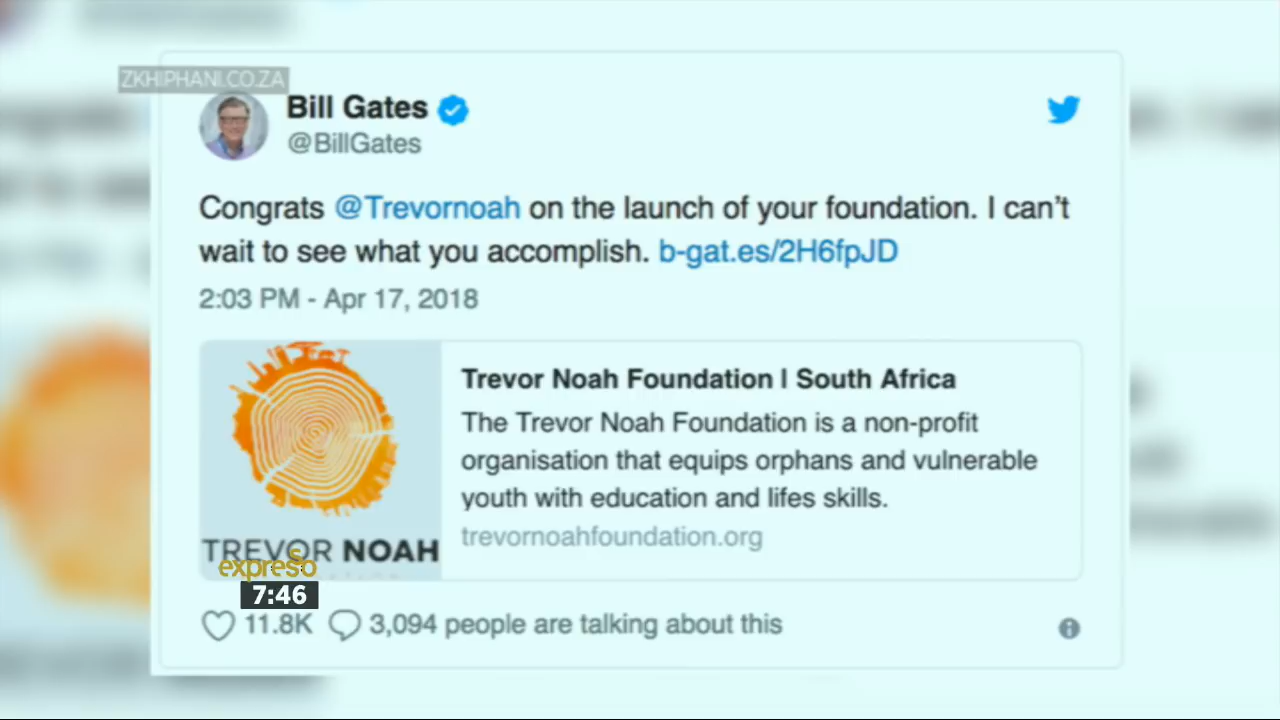 ZKHIPHANI.CO.ZA
Bill Gates
@BillGates
Congrats @Trevornoah on the launch of your foundation. I can't
wait to see what you accomplish. b-gat.es/2H6fpJD
2:03 PM - Apr 17, 2018
Trevor Noah Foundation | South Africa
The Trevor Noah Foundation is a non-profit
organisation that equips orphans and vulnerable
youth with education and lifes skills.
trevornoahfoundation.org
TREVOR NOAH
expresso
7:46
11.8K 3,094 people are talking about this